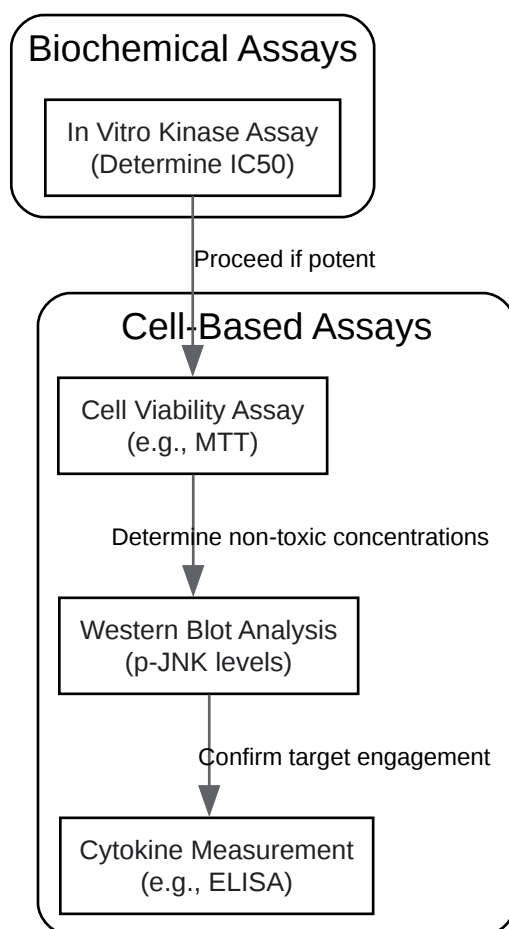 Biochemical Assays
In Vitro Kinase Assay
(Determine IC50)
Proceed if potent
Cell-Based Assays
Cell Viability Assay
(e.g., MTT)
Determine non-toxic concentrations
Western Blot Analysis
(p-JNK levels)
Confirm target engagement
Cytokine Measurement
(e.g., ELISA)